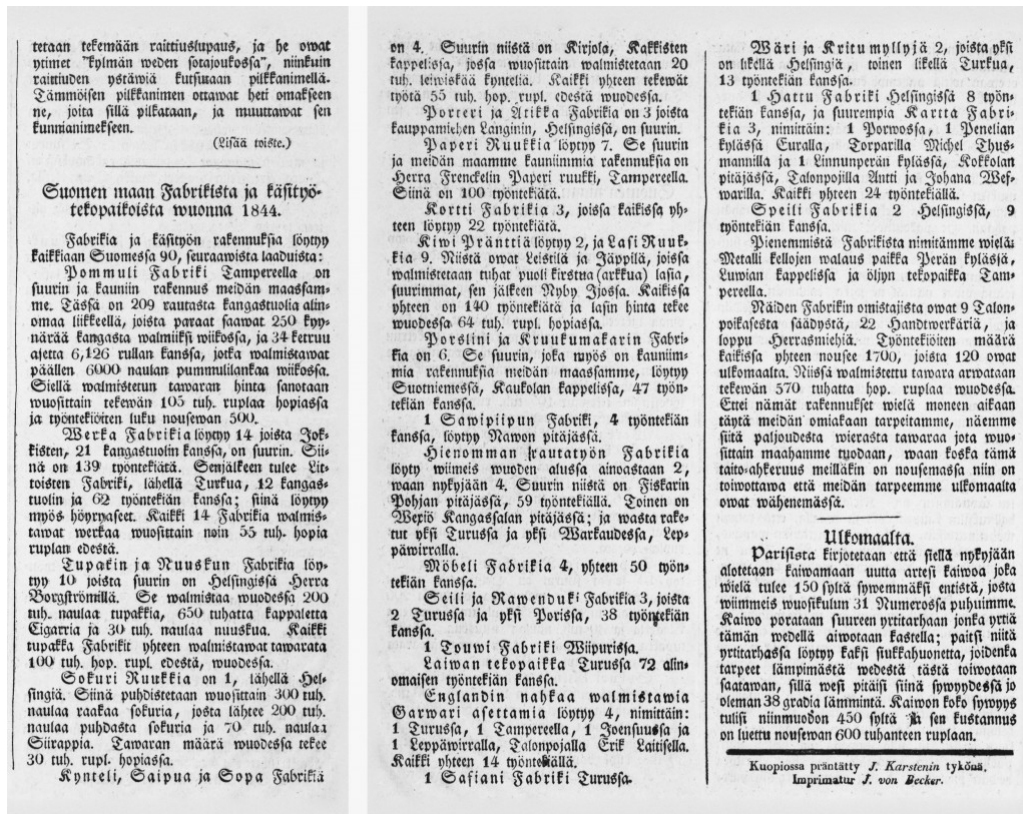 tetaan tekemään raittiuslupaus, ja he owat
ytimet "kylmän weden sotajoukossa", niinkuin
raittiuden ystäwiä kutsutaan pilkkanimellä.
Tämmöisen pilkkanimen ottawat heti omakseen
ne, joita sillä pilkataan, ja muuttawat sen
kunnianimekseen.
(Lisää toiste.)
Suomen maan Fabrikista ja käsityö-
tekopaikoista wuonna 1844.
Fabrikia ja käsityön rakennuksia löytyy
kaikkiaan Suomessa 90, seuraawista laaduista:
Pommuli Fabriki Tampereella on
suurin ja kauniin rakennus meidän maassam-
me. Tässä on 209 rautasta kangastuolia alin-
omaa liikkeellä, joista paraat saawat 250 kyy-
närää kangasta walmiiksi wiikossa, ja 34 ketruu
ajetta 6,126 rullan kanssa, jotka walmistawat
päällen 6000 naulan pummulilankaa wiikossa.
Siellä walmistetun tawaran hinta sanotaan
wuosittain tekewän 105 tuh. ruplaa hopiassa
ja työntekiöiten luku nousewan 500.
Werka Fabrikia löytyy 14 joista Jok-
kisten, 21 kangastuolin kanssa, on suurin. Sii-
nä on 139 työntekiätä. Senjälkeen tulee Lit-
toisten Fabriki, lähellä Turkua, 12 kangas-
tuolin ja 62 työntekiän kanssa; siinä löytyy
myös höyryaseet. Kaikki 14 Fabrikia walmis-
tawat werkaa wuosittain noin 55 tuh. hopia
ruplan edestä.
Tupakin ja Nuuskun Fabrikia löy-
tyy 10 joista suurin on Helsingissä Herra
Borgströmillä. Se walmistaa wuodessa 200
tuh. naulaa tupakkia, 650 tuhatta kappaletta
Cigarria ja 30 tuh. naulaa nuuskua. Kaikki
tupakka Fabrikit yhteen walmistawat tawarata
100 tuh. hop. rupl. edestä, wuodessa.
Sokuri Ruukkia on 1, lähellä Hel-
singiä. Siinä puhdistetaan wuosittain 300 tuh.
naulaa raakaa sokuria, josta lähtee 200 tuh.
naulaa puhdasta sokuria ja 70 tuh. naulaa
Siirappia. Tawaran määrä wuodessa tekee
30 tuh. rupl. hopiassa.
Kynteli, Saipua ja Sopa Fabrikia
on 4. Suurin niistä on Kirjola, Kakkisten
kappelissa, jossa wuosittain walmistetaan 20
tuh. leiwiskää kynteliä. Kaikki yhteen tekewät
työtä 55 tuh. hop. rupl. edestä wuodessa.
Porteri ja Ätikka Fabrikia on 3 joista
kauppamiehen Langinin, Helsingissä, on suurin.
Paperi Ruukkia löytyy 7. Se suurin
ja meidän maamme kauniimmia rakennuksia on
Herra Frenckelin Paperi ruukki, Tampereella.
Siinä on 100 työntekiätä.
Kortti Fabrikia 3, joissa kaikissa yh-
teen löytyy 22 työntekiätä.
Kiwi Pränttiä löytyy 2, ja Lasi Ruuk-
kia 9. Niistä owat Leistilä ja Jäppilä, joissa
walmistetaan tuhat puoli kirstua (arkkua) lasia,
suurimmat, sen jälkeen Nyby Jjossa. Kaikissa
yhteen on 140 työntekiätä ja lasin hinta tekee
wuodessa 64 tuh. rupl. hopiassa.
Porslini ja Kruukumakarin Fabri-
kia on 6. Se suurin, joka myös on kauniim-
mia rakennuksia meidän maassamme, löytyy
Suotniemessä, Kaukolan kappelissa, 47 työn-
tekiän kanssa.
1 Sawipiipun Fabriki, 4 työntekiän
kanssa, löytyy Nawon pitäjässä.
Hienomman rautatyön Fabrikia
löyty wiimeis wuoden alussa ainoastaan 2,
waan nykyjään 4. Suurin niistä on Fiskarin
Pohjan pitäjässä, 59 työntekiällä. Toinen on
Wepiö Kangassalan pitäjässä; ja wasta rake-
tut yksi Turussa ja yksi Warkaudessa, Lep-
päwirralla.
Möbeli Fabrikia 4, yhteen 50 työn-
tekiän kanssa.
Seili ja Rawenduki Fabrikia 3, joista
2 Turussa ja yksi Porissa, 38 työntekiän
kanssa.
1 Touwi Fabriki Wiipurissa.
Laiwan tekopaikka Turussa 72 alin-
omaisen työntekiän kanssa.
Englandin nahkaa walmistawia
Garwari asettamia löytyy 4, nimittäin:
1 Turussa, 1 Tampereella, 1 Joensuussa ja
1 Leppäwirralla, Talonpojalla Erik Laitisella.
Kaikki yhteen 14 työntekiällä.
1 Safiani Fabriki Turussa.
Wäri ja Kritumyllyjä 2, joista yksi
on likellä Helsingiä, toinen likellä Turkua,
13 työntekiän kanssa.
1 Hattu Fabriki Helsingissä 8 työn-
tekiän kanssa, ja suurempia Kartta Fabri-
kia 3, nimittäin: 1 Porwossa, 1 Penelian
kylässä Euralla, Torparilla Michel Thus-
mannilla ja 1 Linnunperän kylässä, Kokkolan
pitäjässä, Talonpojilla Antti ja Johana Wes-
warilla. Kaikki yhteen 24 työntekiällä.
Speili Fabrikia 2 Helsingissä, 9
työntekiän kanssa.
Pienemmistä Fabrikista nimitämme wielä:
Metalli kellojen walaus paikka Perän kylässä,
Luwian kappelissa ja öljyn tekopaikka Tam-
pereella.
Näiden Fabrikin omistajista owat 9 Talon-
poikasesta säädystä, 22 Handtwerkäriä, ja
loppu Herrasmiehiä. Työntekiöiten määrä
kaikissa yhteen nousee 1700, joista 120 owat
ulkomaalta. Niissä walmistettu tawara arwataan
tekewän 570 tuhatta hop. ruplaa wuodessa.
Ettei nämät rakennukset wielä moneen aikaan
täytä meidän omiakaan tarpeitamme, näemme
siitä paljoudesta wierasta tawaraa jota wuo-
sittain maahamme tuodaan, waan koska tämä
taito-ahkeruus meilläkin on nousemassa niin on
toiwottawa että meidän tarpeemme ulkomaalta
owat wähenemässä.
Ulkomaalta.
Parisista kirjotetaan että siellä nykyjään
alotetaan kaiwamaan uutta artesi kaiwoa joka
wielä tulee 150 syltä sywemmäksi entistä, josta
wiimmeis wuosikulun 31 Numerossa puhuimme.
Kaiwo porataan suureen yrtitarhaan jonka yrtiä
tämän wedellä aiwotaan kastella; paitsi niitä
yrtitarhassa löytyy kaksi siukkahuonetta, joidenka
tarpeet lämpimästä wedestä tästä toiwotaan
saatawan, sillä wesi pitäisi siinä sywyydessä jo
oleman 38 gradia lämmintä. Kaiwon koko sywyys
tulisi niinmuodon 450 syltä ja sen kustannus
on luettu nousewan 600 tuhanteen ruplaan.
Kuopiossa präntätty J. Karstenin tykönä.
Imprimatur J. von Becker.